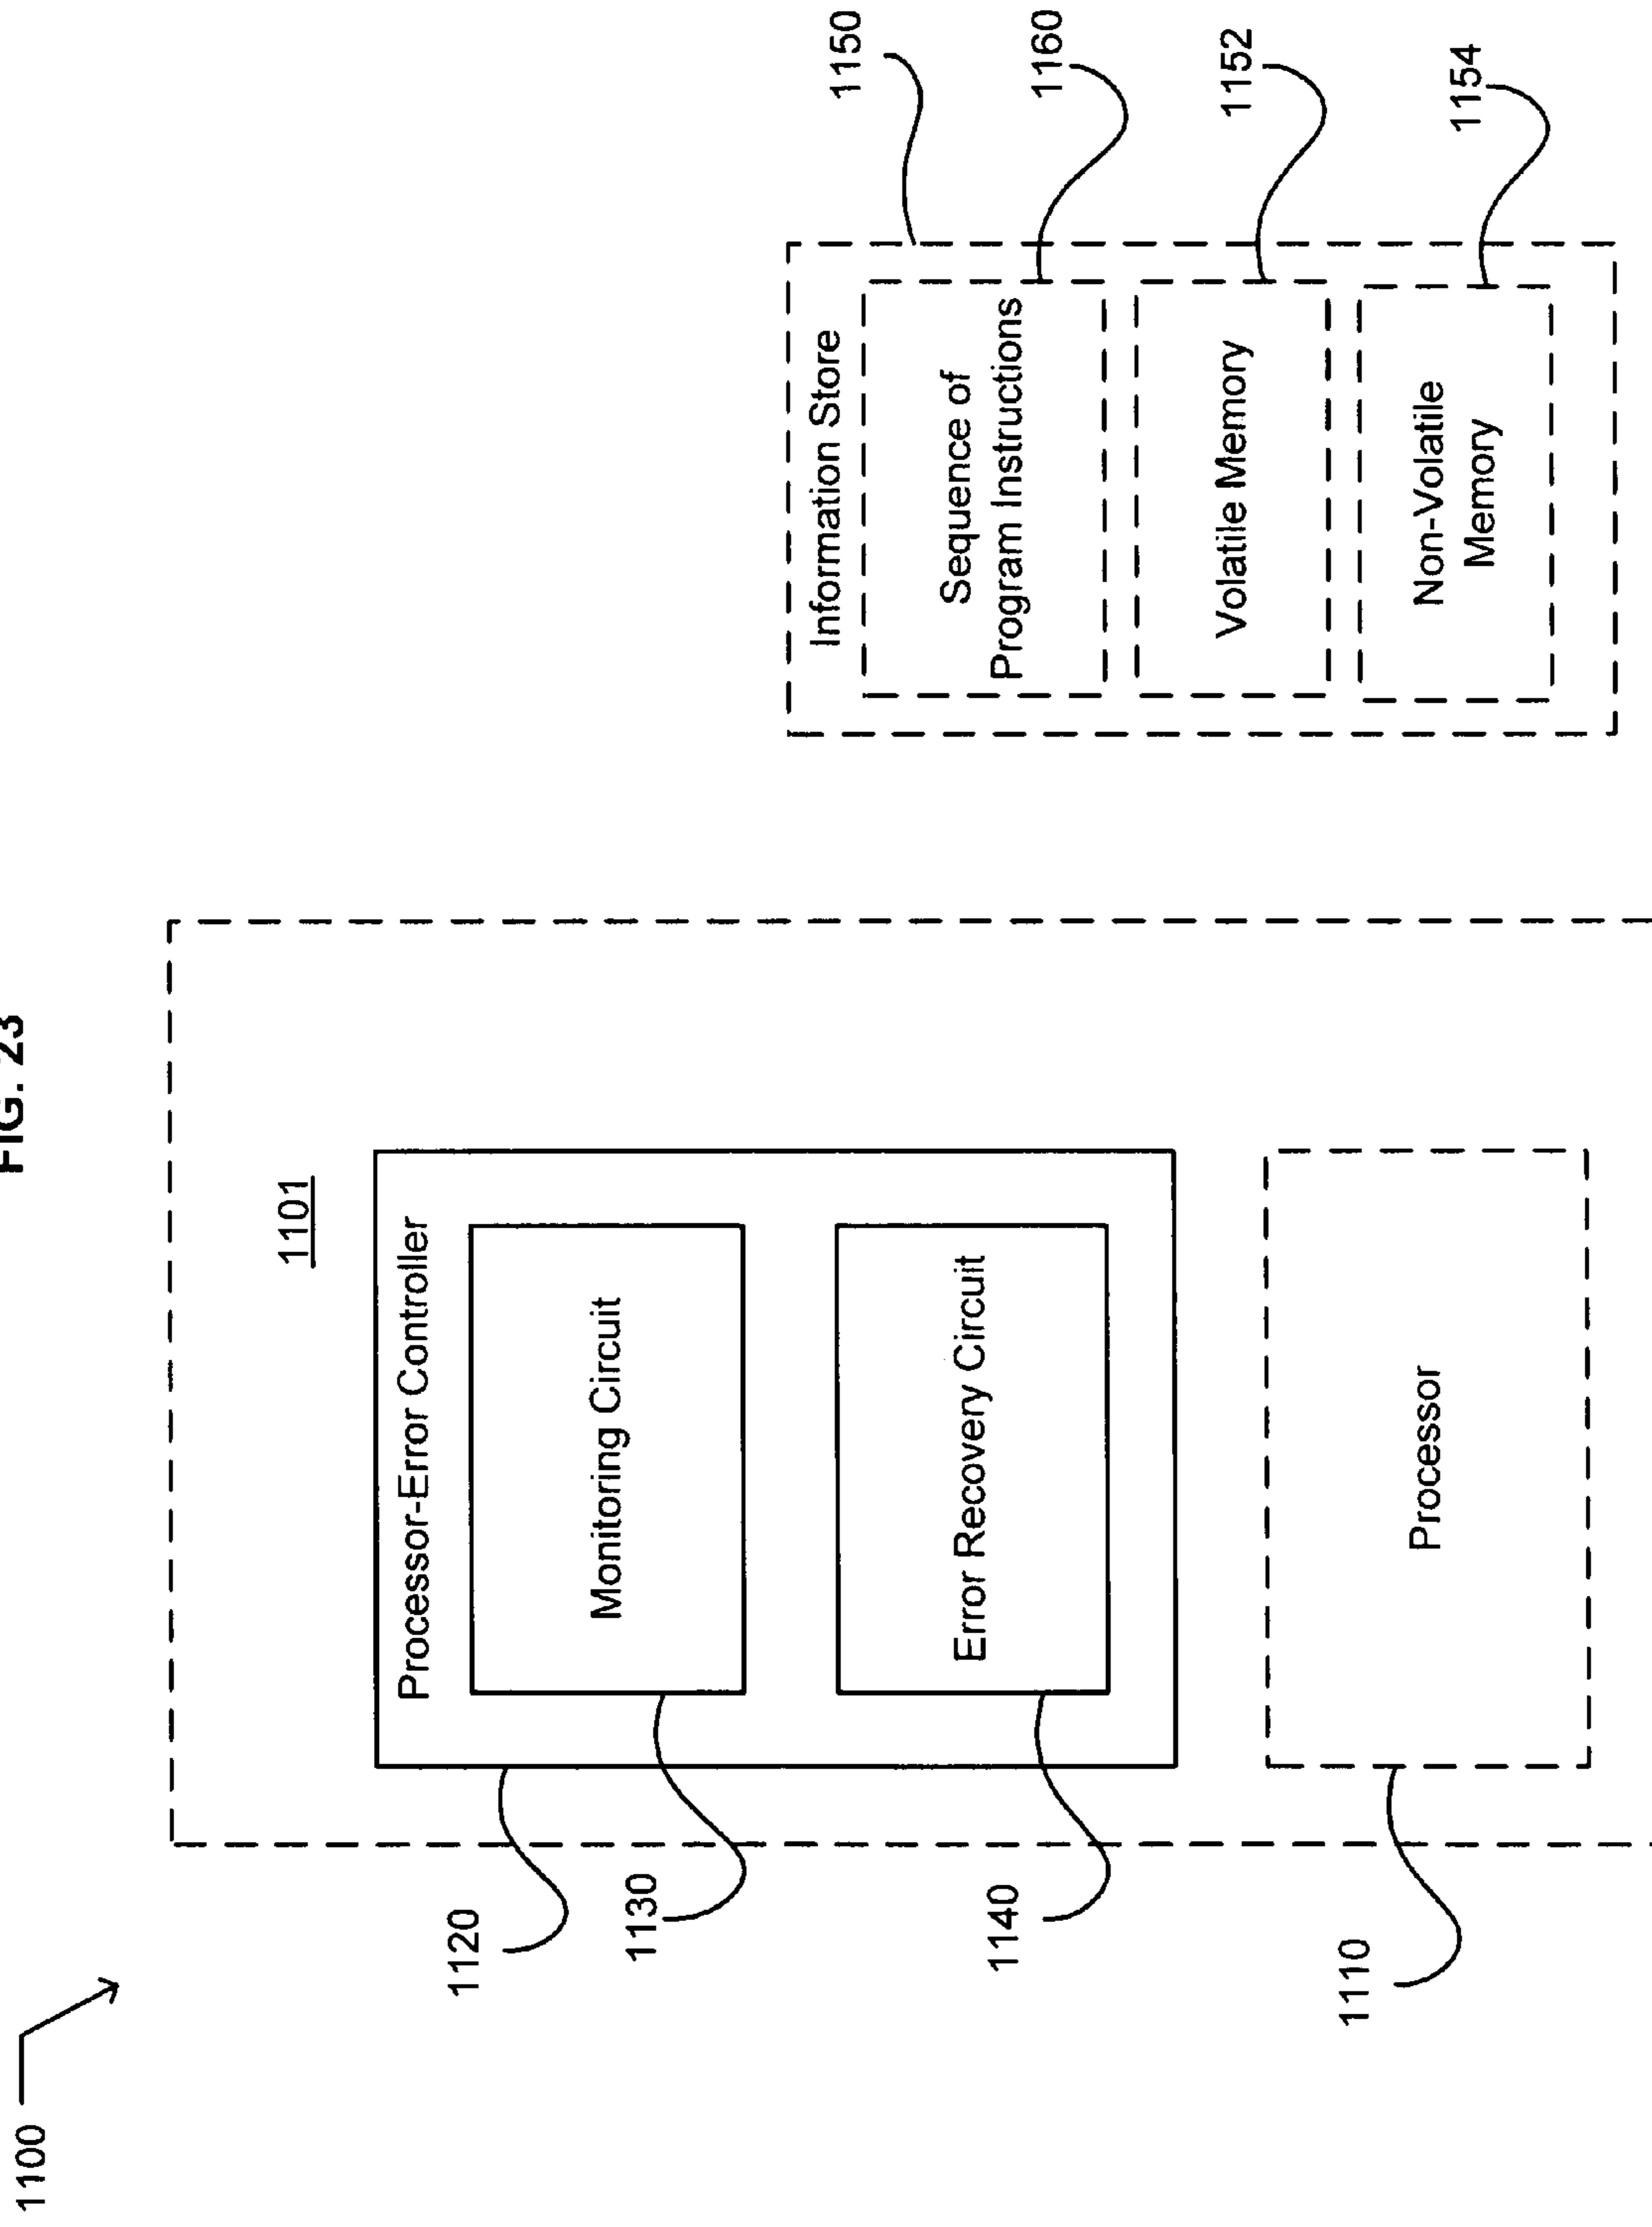 FIG. 23
1100
1101
1120
Processor-Error Controller
1130
Monitoring Circuit
1140
Error Recovery Circuit
1110
Processor
1150
Information Store
1160
Sequence of
Program Instructions
1152
Volatile Memory
1154
Non-Volatile
Memory